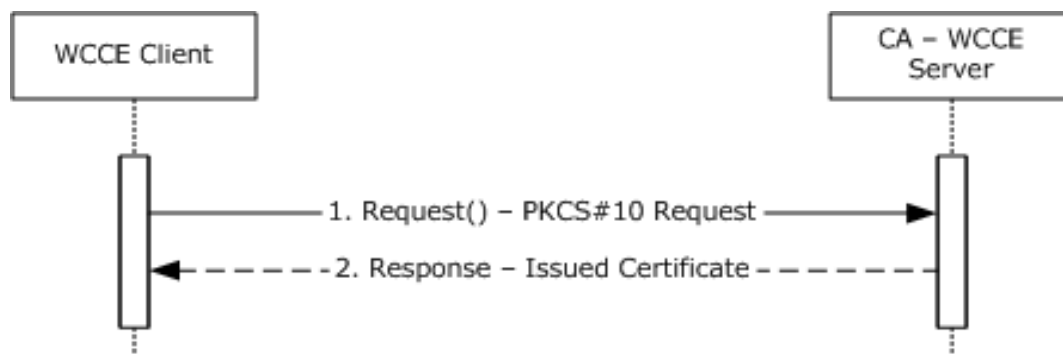 WCCE Client
CA – WCCE
Server
1. Request() – PKCS#10 Request
2. Response – Issued Certificate